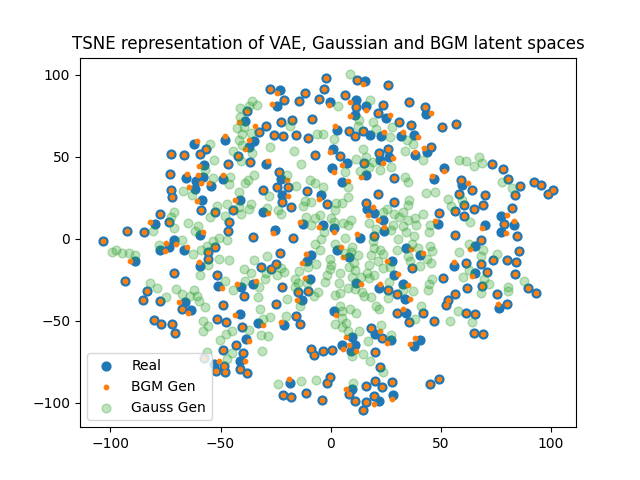 TSNE representation of VAE, Gaussian and BGM latent spaces
100
50
0
−50
−100
Real
BGM Gen
Gauss Gen
−100
−50
0
50
100